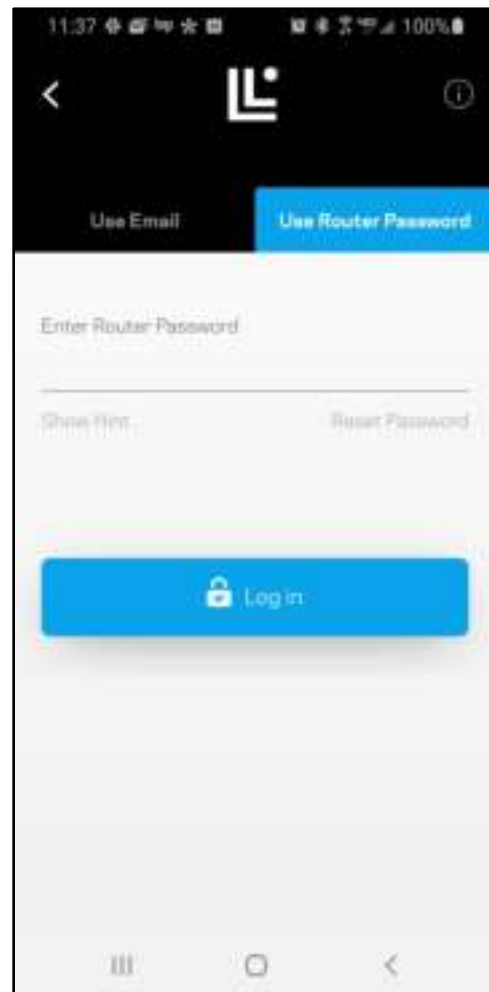 11:37 100%
Use Email Use Router Password
Enter Router Password
Show Hint Reset Password
Log in